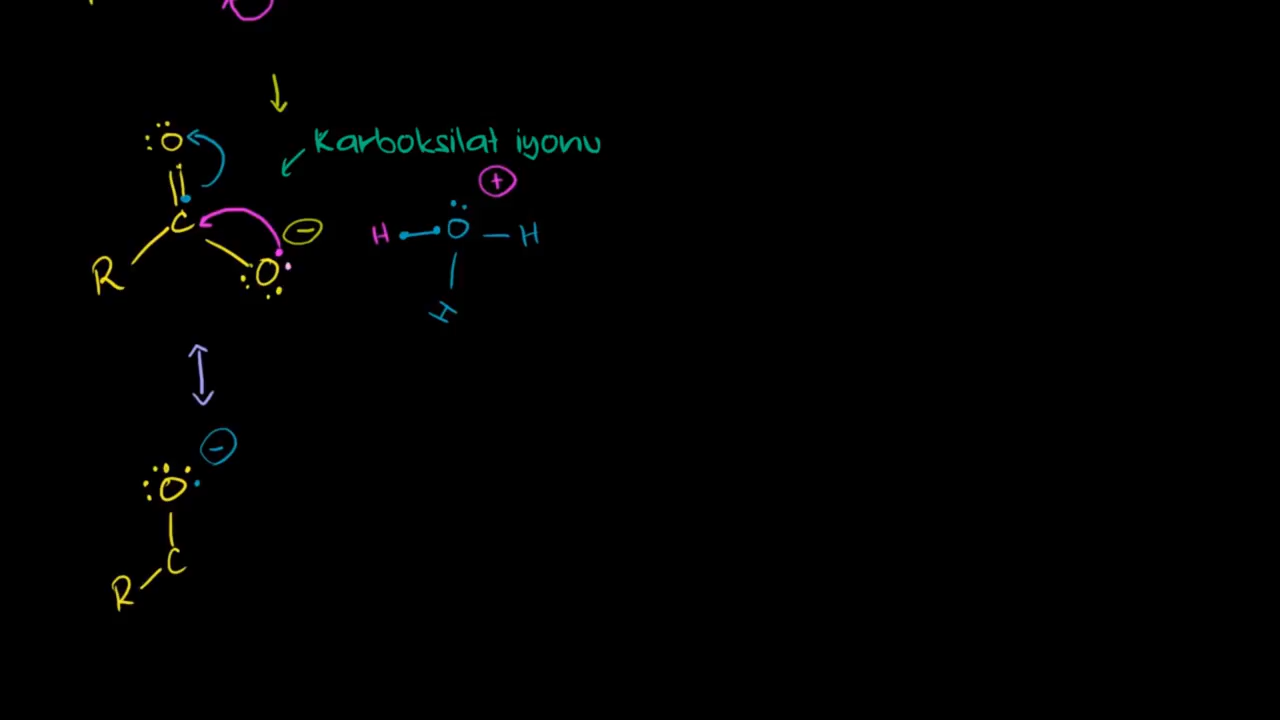 Karboksilat iyonu
:O
+
C
−
H O H
R
O
H
−
:O
C
R